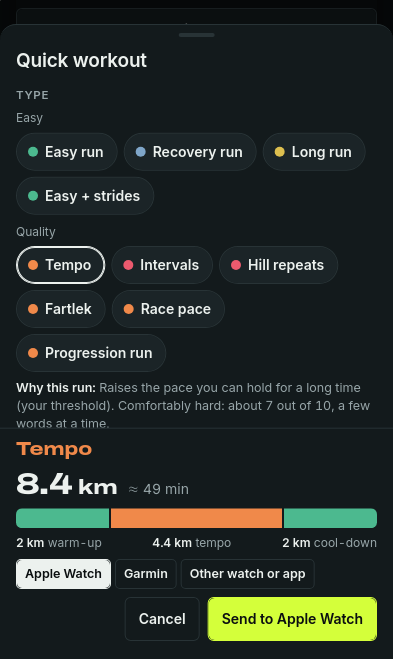 Quick workout
TYPE
Easy
Easy run
Recovery run
Long run
Easy + strides
Quality
Tempo
Intervals
Hill repeats
Fartlek
Race pace
Progression run
Why this run: Raises the pace you can hold for a long time
(your threshold). Comfortably hard: about 7 out of 10, a few
words at a time.
Tempo
8.4 km ≈ 49 min
2 km warm-up
4.4 km tempo
2 km cool-down
Apple Watch
Garmin
Other watch or app
Cancel
Send to Apple Watch